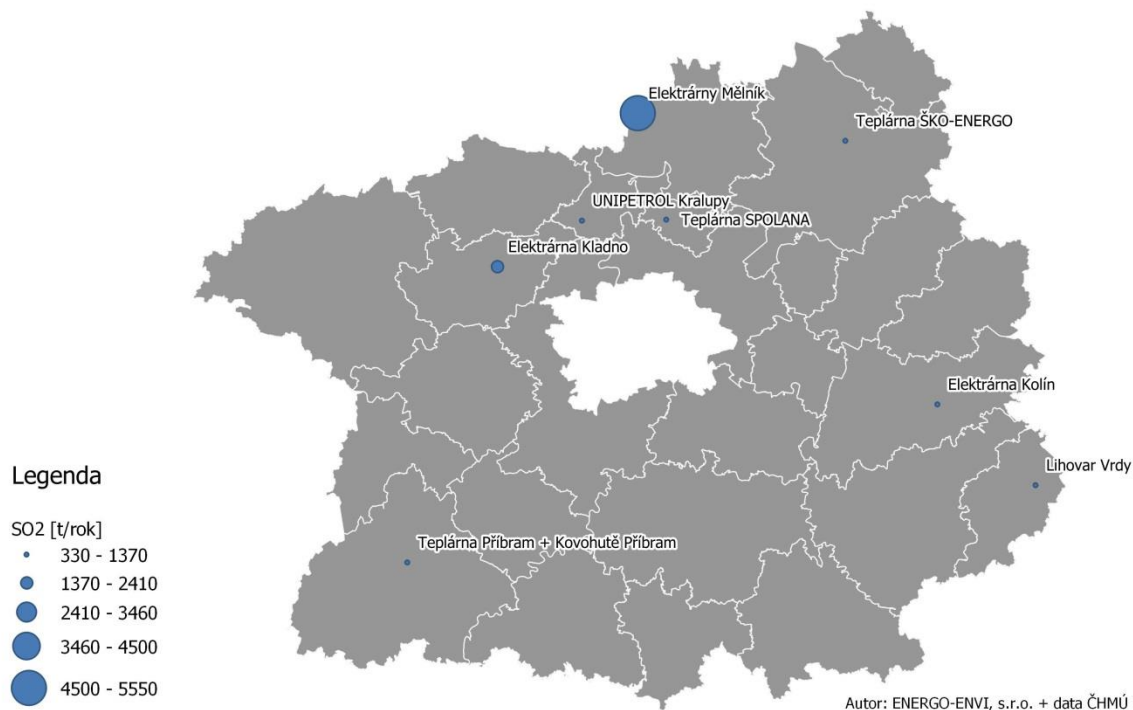 Elektrárny Mělník
Teplárna ŠKO-ENERGO
UNIPETROL Kralupy
Teplárna SPOLANA
Elektrárna Kladno
Elektrárna Kolín
Lihovar Vrdy
Teplárna Příbram + Kovohutě Příbram
Legenda
SO2 [t/rok]
330 - 1370
1370 - 2410
2410 - 3460
3460 - 4500
4500 - 5550
Autor: ENERGO-ENVI, s.r.o. + data ČHMÚ